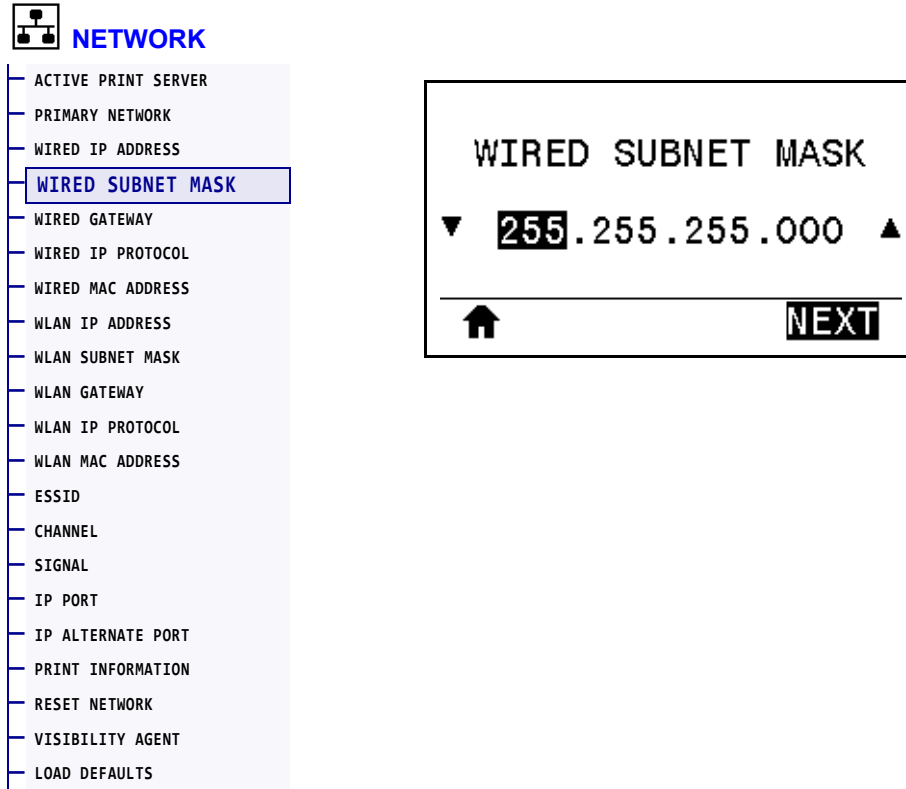 NETWORK
ACTIVE PRINT SERVER
PRIMARY NETWORK
WIRED IP ADDRESS
WIRED SUBNET MASK
WIRED GATEWAY
WIRED IP PROTOCOL
WIRED MAC ADDRESS
WLAN IP ADDRESS
WLAN SUBNET MASK
WLAN GATEWAY
WLAN IP PROTOCOL
WLAN MAC ADDRESS
ESSID
CHANNEL
SIGNAL
IP PORT
IP ALTERNATE PORT
PRINT INFORMATION
RESET NETWORK
VISIBILITY AGENT
LOAD DEFAULTS
WIRED SUBNET MASK
255.255.255.000
NEXT